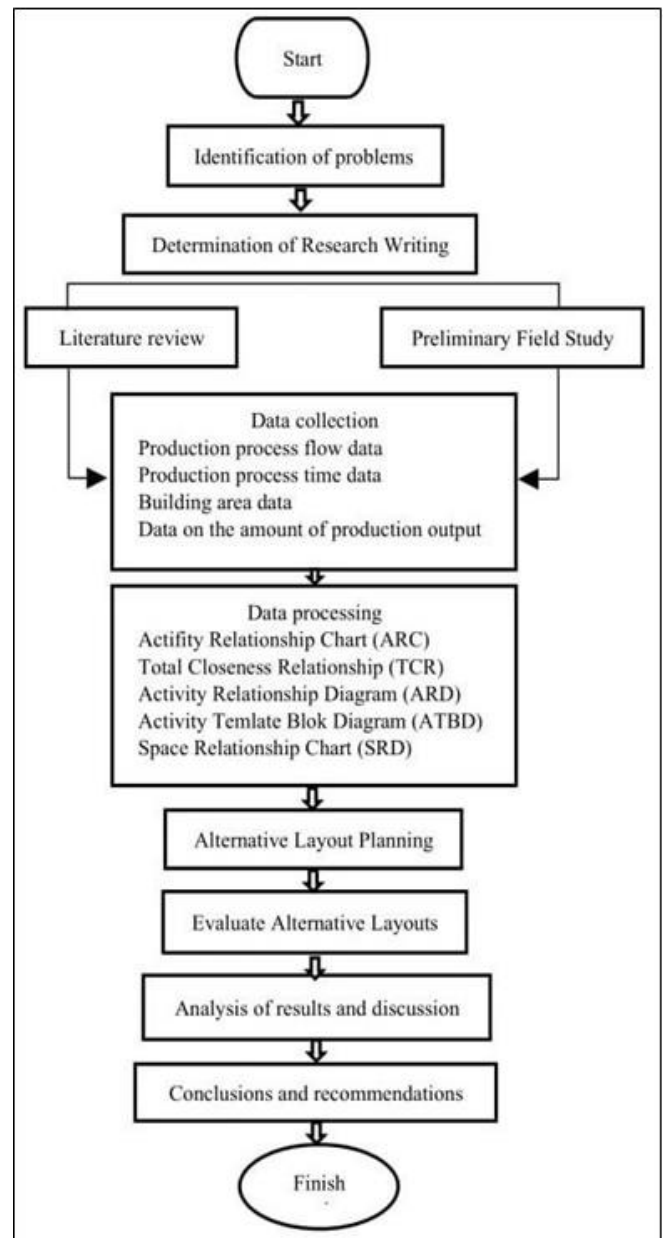 Start
Identification of problems
Determination of Research Writing
Literature review
Preliminary Field Study
Data collection
Production process flow data
Production process time data
Building area data
Data on the amount of production output
Data processing
Actifity Relationship Chart (ARC)
Total Closeness Relationship (TCR)
Activity Relationship Diagram (ARD)
Activity Temlate Blok Diagram (ATBD)
Space Relationship Chart (SRD)
Alternative Layout Planning
Evaluate Alternative Layouts
Analysis of results and discussion
Conclusions and recommendations
Finish